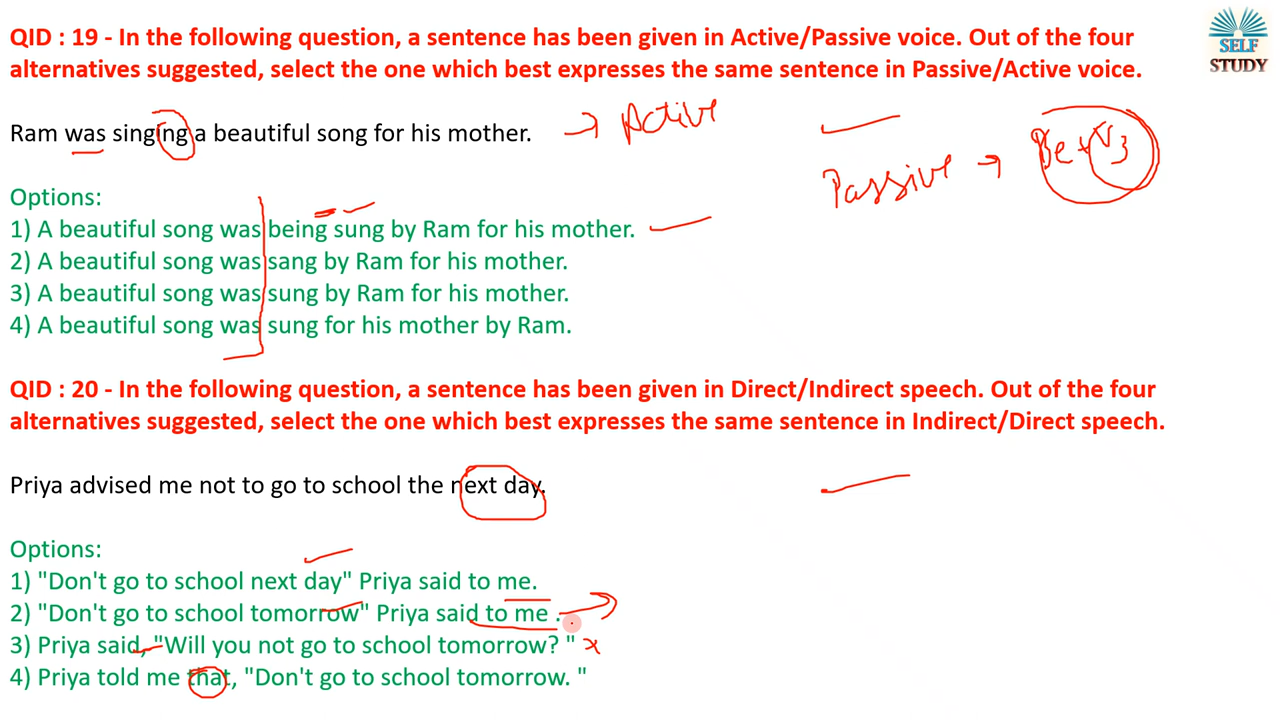 QID : 19 - In the following question, a sentence has been given in Active/Passive voice. Out of the four
alternatives suggested, select the one which best expresses the same sentence in Passive/Active voice.
SELF
STUDY
Ram was singing a beautiful song for his mother. → Active
Passive → Be + V3
Options:
1) A beautiful song was being sung by Ram for his mother.
2) A beautiful song was sang by Ram for his mother.
3) A beautiful song was sung by Ram for his mother.
4) A beautiful song was sung for his mother by Ram.
QID : 20 - In the following question, a sentence has been given in Direct/Indirect speech. Out of the four
alternatives suggested, select the one which best expresses the same sentence in Indirect/Direct speech.
Priya advised me not to go to school the next day.
Options:
1) "Don't go to school next day" Priya said to me.
2) "Don't go to school tomorrow" Priya said to me .
3) Priya said, "Will you not go to school tomorrow? " x
4) Priya told me that, "Don't go to school tomorrow. "